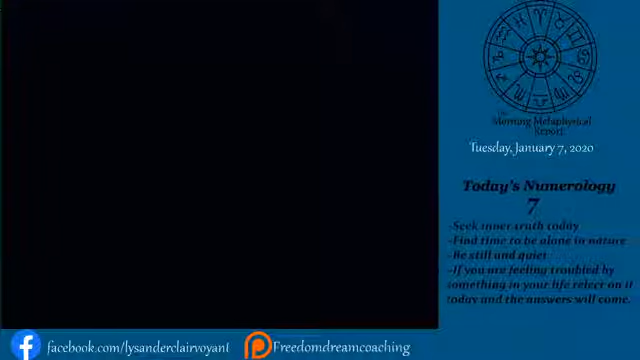 The
Morning Metaphysical
Report
Tuesday, January 7, 2020
Today's Numerology
7
-Seek inner truth today
-Find time to be alone in nature
-Be still and quiet
-If you are feeling troubled by
something in your life relect on it
today and the answers will come.
facebook.com/lysanderclairvoyant
Freedomdreamcoaching